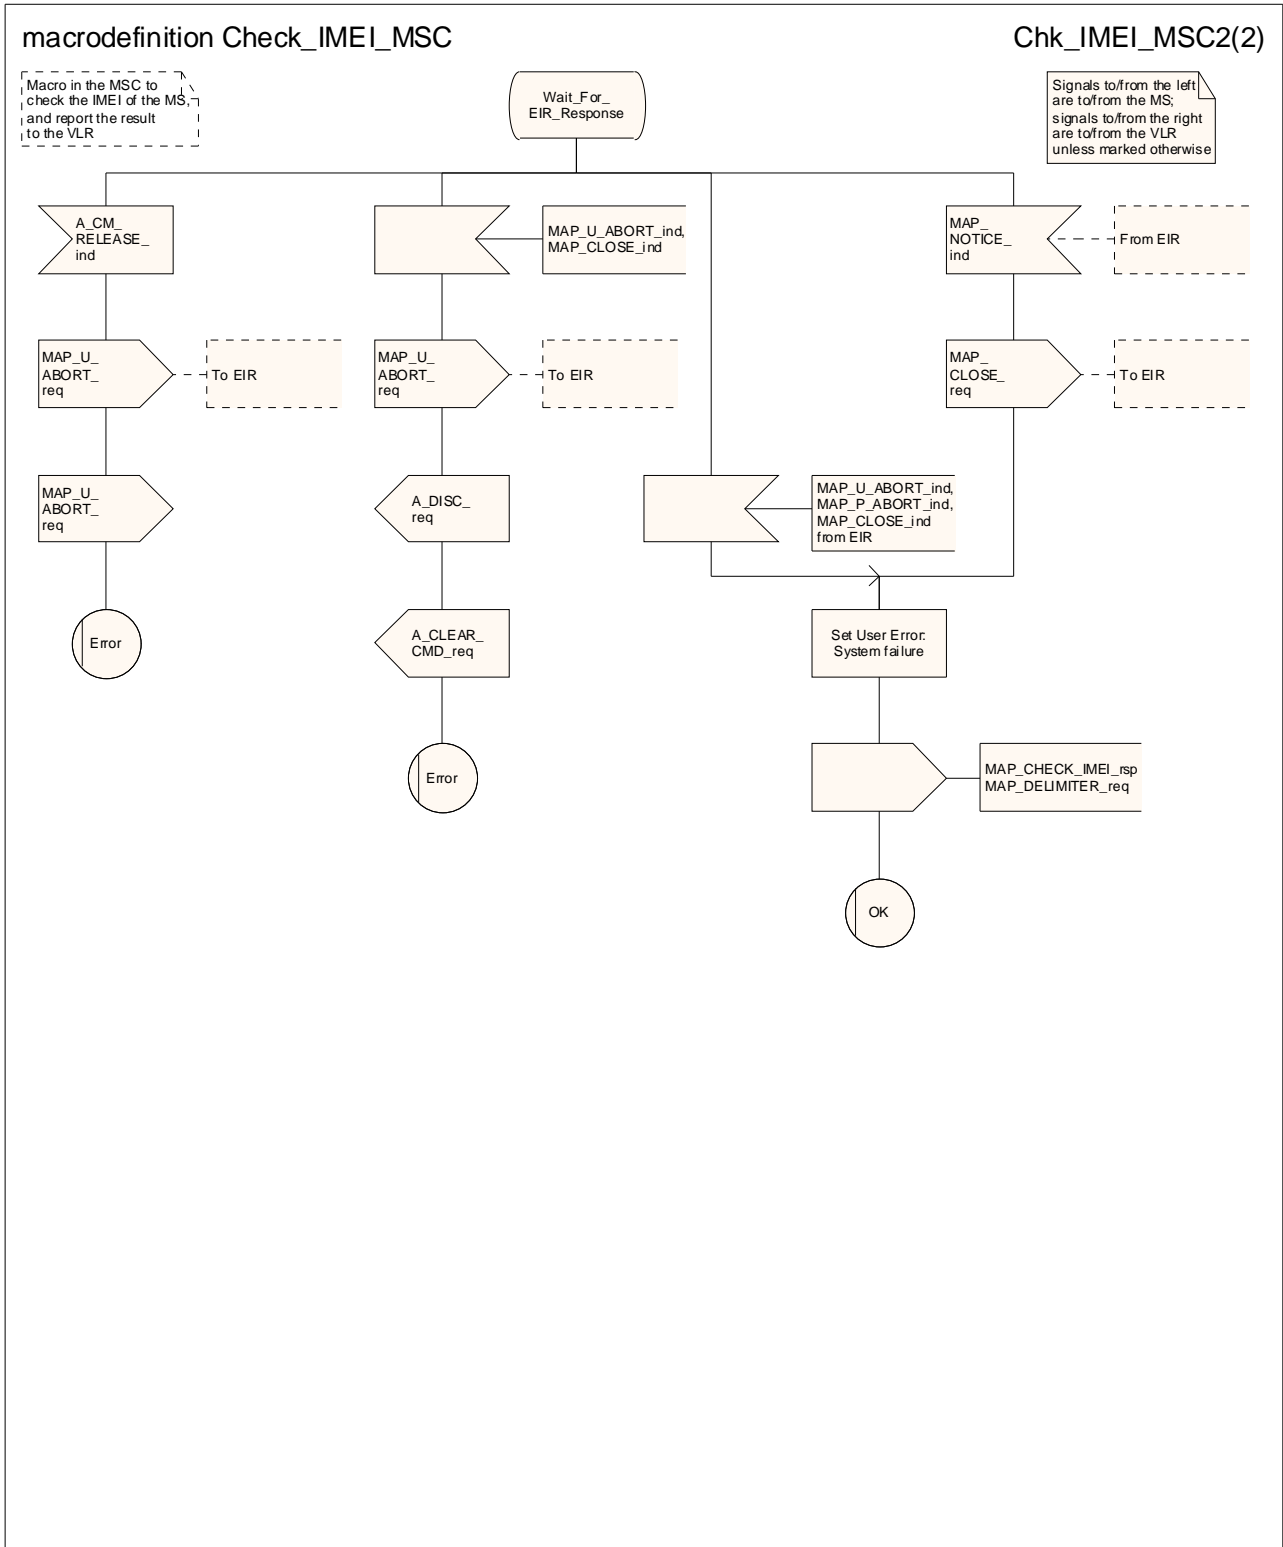 macrodefinition Check_IMEI_MSC
Chk_IMEI_MSC2(2)
Macro in the MSC to
check the IMEI of the MS,
and report the result
to the VLR
Wait_For_
EIR_Response
Signals to/from the left
are to/from the MS;
signals to/from the right
are to/from the VLR
unless marked otherwise
A_CM_
RELEASE_
ind
MAP_U_ABORT_ind,
MAP_CLOSE_ind
MAP_
NOTICE_
ind
From EIR
MAP_U_
ABORT_
req
To EIR
MAP_U_
ABORT_
req
To EIR
MAP_
CLOSE_
req
To EIR
MAP_U_
ABORT_
req
A_DISC_
req
MAP_U_ABORT_ind,
MAP_P_ABORT_ind,
MAP_CLOSE_ind
from EIR
Error
A_CLEAR_
CMD_req
Set User Error:
System failure
Error
MAP_CHECK_IMEI_rsp
MAP_DELIMITER_req
OK